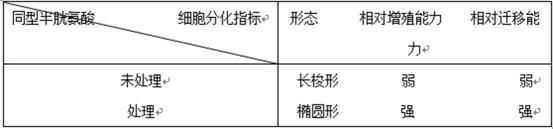 同型半胱氨酸 细胞分化指标 形态 相对增殖能力 相对迁移能力
未处理 长梭形 弱 弱
处理 椭圆形 强 强